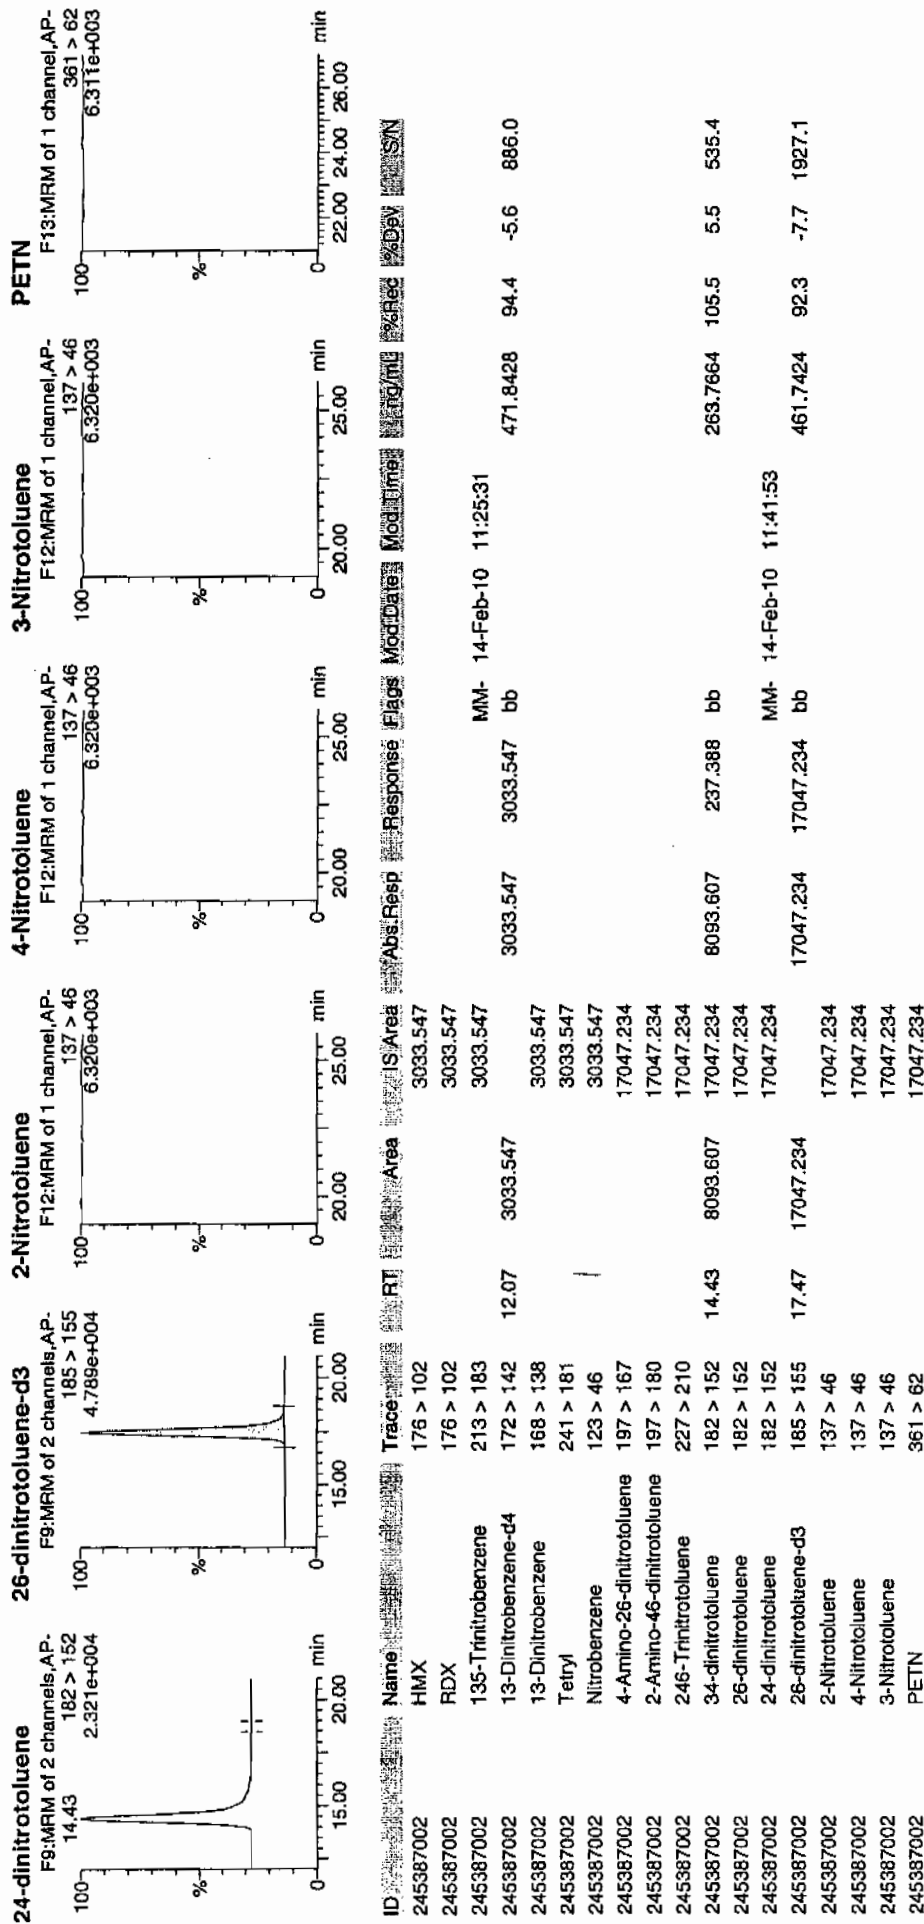 24-dinitrotoluene
F9:MRM of 2 channels,AP-
14.43 182 > 152
2.321e+004
100
%
0
15.00 20.00 min
26-dinitrotoluene-d3
F9:MRM of 2 channels,AP-
185 > 155
4.789e+004
100
%
0
15.00 20.00 min
2-Nitrotoluene
F12:MRM of 1 channel,AP-
137 > 46
6.320e+003
100
%
0
20.00 25.00 min
4-Nitrotoluene
F12:MRM of 1 channel,AP-
137 > 46
6.320e+003
100
%
0
20.00 25.00 min
3-Nitrotoluene
F12:MRM of 1 channel,AP-
137 > 46
6.320e+003
100
%
0
20.00 25.00 min
PETN
F13:MRM of 1 channel,AP-
361 > 62
6.311e+003
100
%
0
22.00 24.00 26.00 min
ID Name Trace RT Area IS Area Abs.Resp Response Flags Mod.Date Mod.Time ng/mL %Rec %Dev S/N
245387002 HMX 176 > 102 3033.547
245387002 RDX 176 > 102 3033.547
245387002 135-Trinitrobenzene 213 > 183 3033.547 MM- 14-Feb-10 11:25:31
245387002 13-Dinitrobenzene-d4 172 > 142 12.07 3033.547 3033.547 3033.547 bb 471.8428 94.4 -5.6 886.0
245387002 13-Dinitrobenzene 168 > 138 3033.547
245387002 Tetryl 241 > 181 3033.547
245387002 Nitrobenzene 123 > 46 3033.547
245387002 4-Amino-26-dinitrotoluene 197 > 167 17047.234
245387002 2-Amino-46-dinitrotoluene 197 > 180 17047.234
245387002 246-Trinitrotoluene 227 > 210 17047.234
245387002 34-dinitrotoluene 182 > 152 14.43 8093.607 17047.234 8093.607 237.388 bb 263.7664 105.5 5.5 535.4
245387002 26-dinitrotoluene 182 > 152 17047.234
245387002 24-dinitrotoluene 182 > 152 17047.234 MM- 14-Feb-10 11:41:53
245387002 26-dinitrotoluene-d3 185 > 155 17.47 17047.234 17047.234 17047.234 bb 461.7424 92.3 -7.7 1927.1
245387002 2-Nitrotoluene 137 > 46 17047.234
245387002 4-Nitrotoluene 137 > 46 17047.234
245387002 3-Nitrotoluene 137 > 46 17047.234
245387002 PETN 361 > 62 17047.234